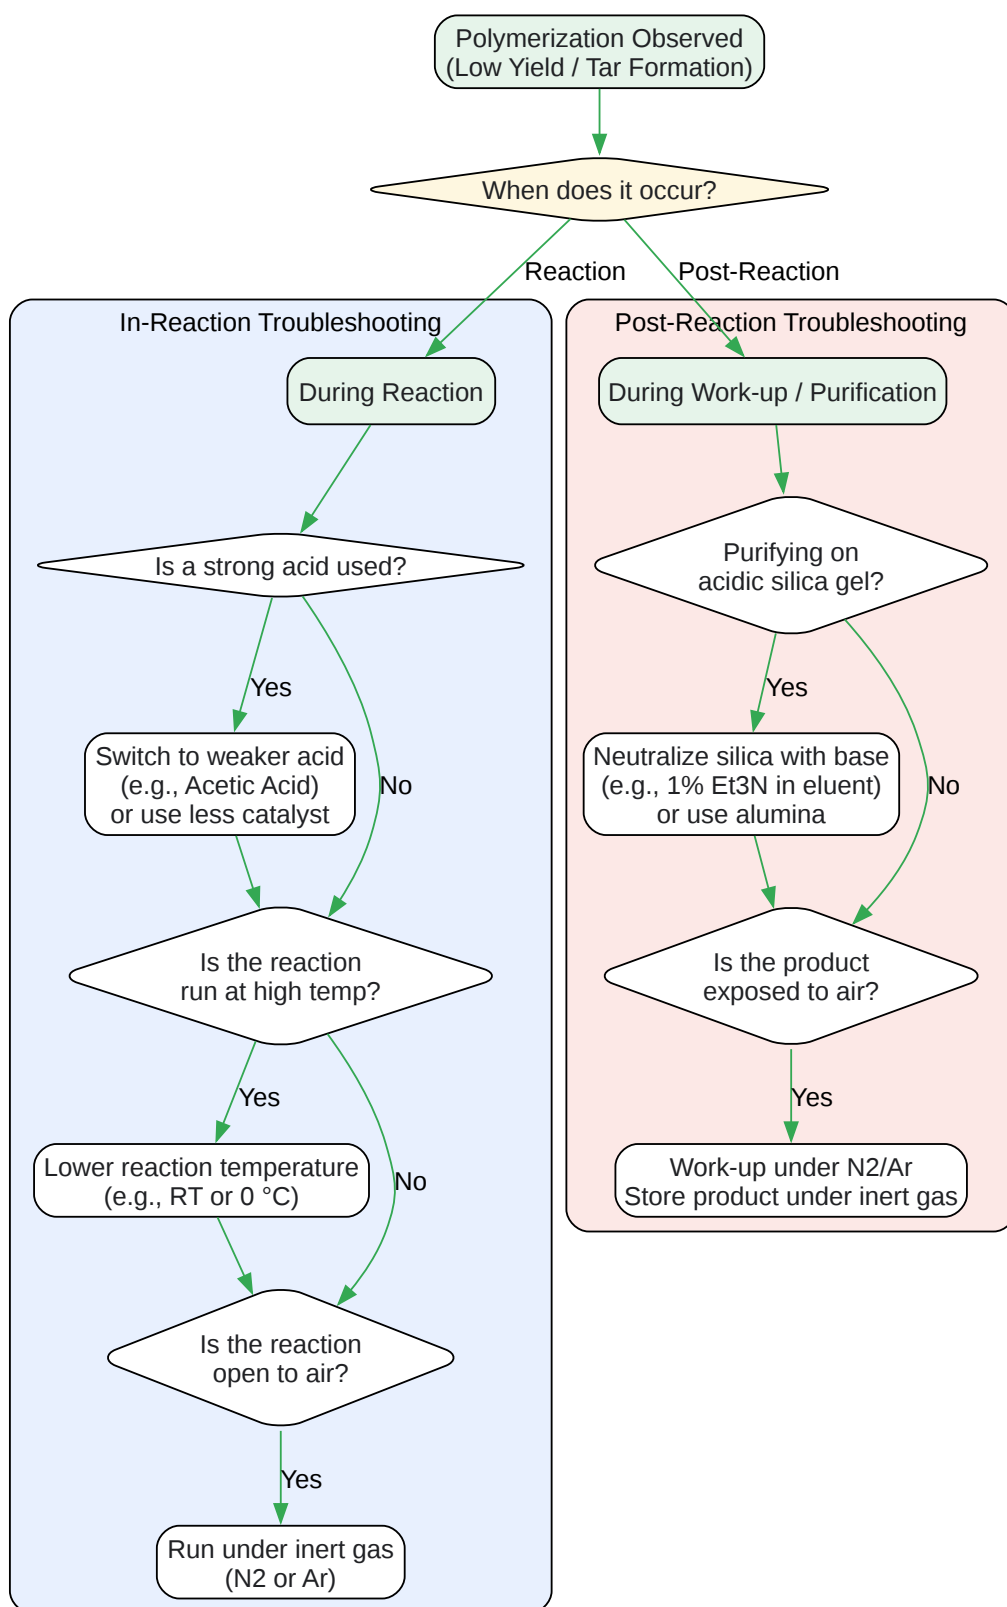 Polymerization Observed
(Low Yield / Tar Formation)
When does it occur?
Reaction
Post-Reaction
In-Reaction Troubleshooting
During Reaction
Is a strong acid used?
Yes
Switch to weaker acid
(e.g., Acetic Acid)
or use less catalyst
No
Is the reaction
run at high temp?
Yes
Lower reaction temperature
(e.g., RT or 0 °C)
No
Is the reaction
open to air?
Yes
Run under inert gas
(N2 or Ar)
Post-Reaction Troubleshooting
During Work-up / Purification
Purifying on
acidic silica gel?
Yes
Neutralize silica with base
(e.g., 1% Et3N in eluent)
or use alumina
No
Is the product
exposed to air?
Yes
Work-up under N2/Ar
Store product under inert gas